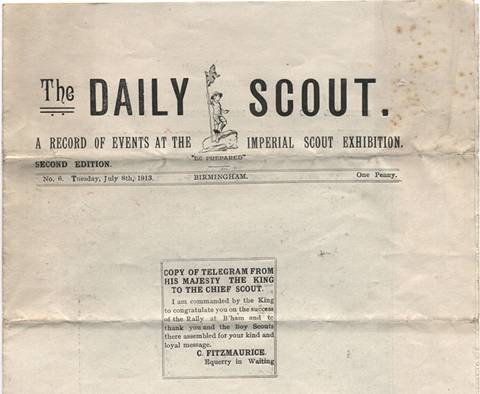 The DAILY SCOUT.
A RECORD OF EVENTS AT THE IMPERIAL SCOUT EXHIBITION.
"BE PREPARED"
SECOND EDITION.
No. 6. Tuesday, July 8th, 1913. BIRMINGHAM. One Penny.
COPY OF TELEGRAM FROM
HIS MAJESTY THE KING
TO THE CHIEF SCOUT.
I am commanded by the King
to congratulate you on the success
of the Rally at B'ham and to
thank you and the Boy Scouts
there assembled for your kind and
loyal message.
C. FITZMAURICE.
Equerry in Waiting